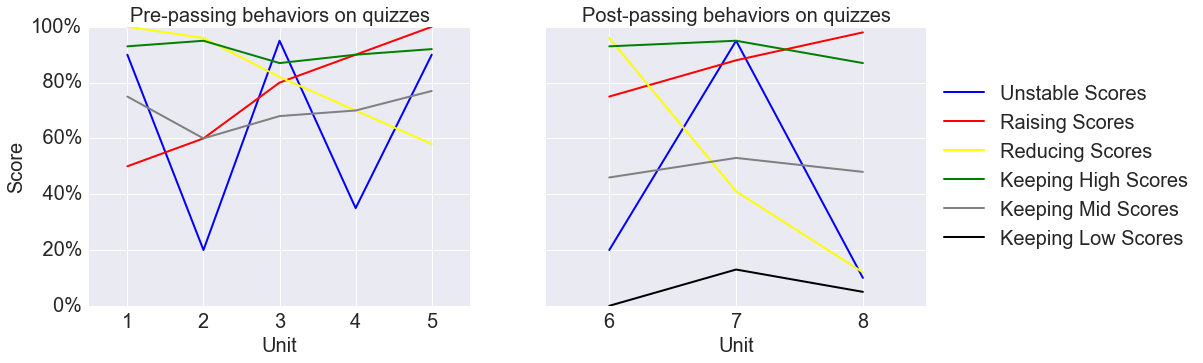 Pre-passing behaviors on quizzes
Post-passing behaviors on quizzes
100%
80%
60%
40%
20%
0%
Score
1 2 3 4 5
Unit
6 7 8
Unit
Unstable Scores
Raising Scores
Reducing Scores
Keeping High Scores
Keeping Mid Scores
Keeping Low Scores